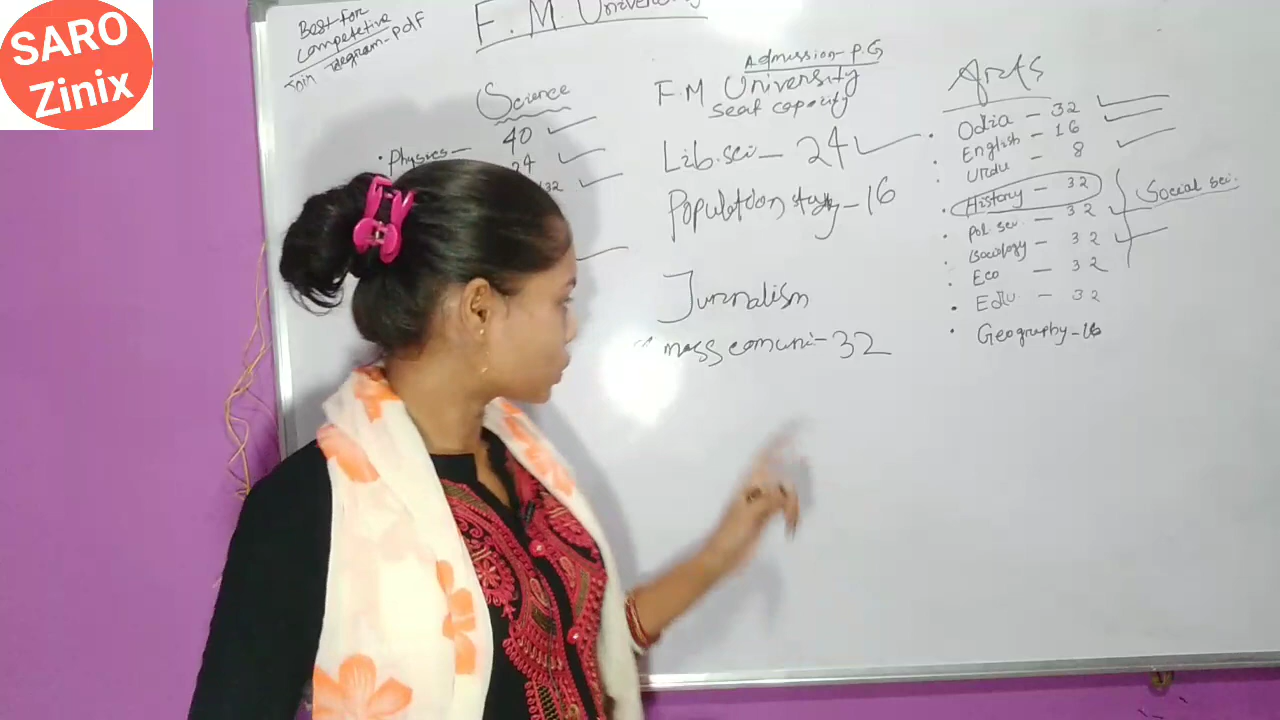 SARO
Zinix
Best for
competetive
Join Telegram-pdf
F. M. University
Science
• Physics — 40
24
132
Admission- P.G
F.M University
seat capacity
Lib.sci — 24
Population study — 16
Jurnalism
mass comuni - 32
Arts
• Odia — 32
• English - 16
• Urdu - 8
• History - 32
• pol sci - 32
• Sociology - 32
• Eco - 32
• Edu - 32
• Geography - 16
Social sci.